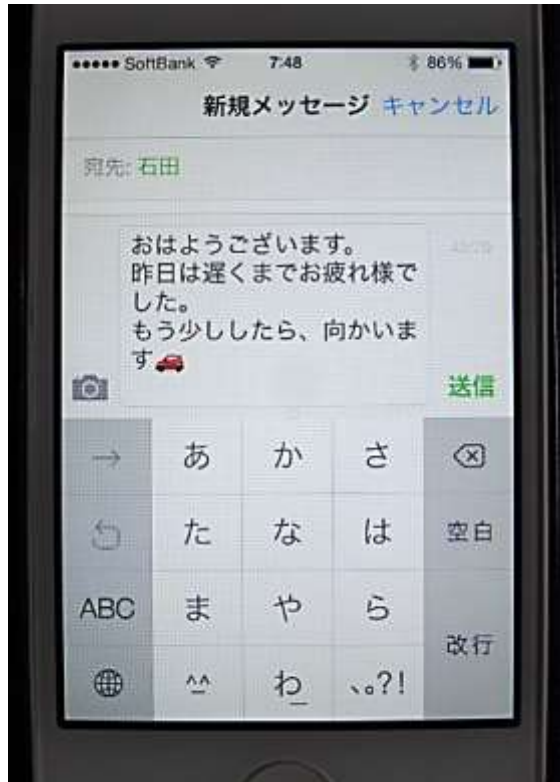 SoftBank 7:48 86%
新規メッセージ キャンセル
宛先: 石田
おはようございます。
昨日は遅くまでお疲れ様で
した。
もう少ししたら、向かいま
す🚗
送信
→ あ か さ
た な は 空白
ABC ま や ら
改行
^^ わ 、。?!